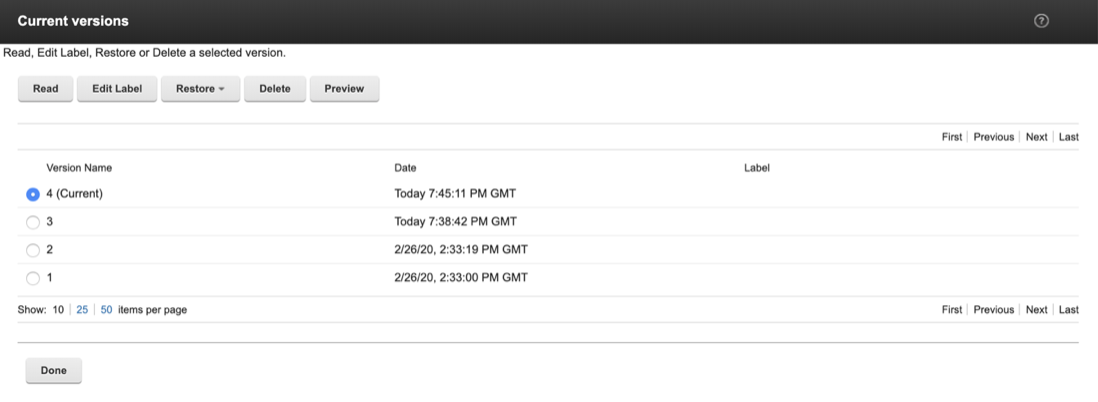 Current versions ?
Read, Edit Label, Restore or Delete a selected version.
Read Edit Label Restore Delete Preview
First Previous Next Last
Version Name Date Label
4 (Current) Today 7:45:11 PM GMT
3 Today 7:38:42 PM GMT
2 2/26/20, 2:33:19 PM GMT
1 2/26/20, 2:33:00 PM GMT
Show: 10 25 50 items per page First Previous Next Last
Done